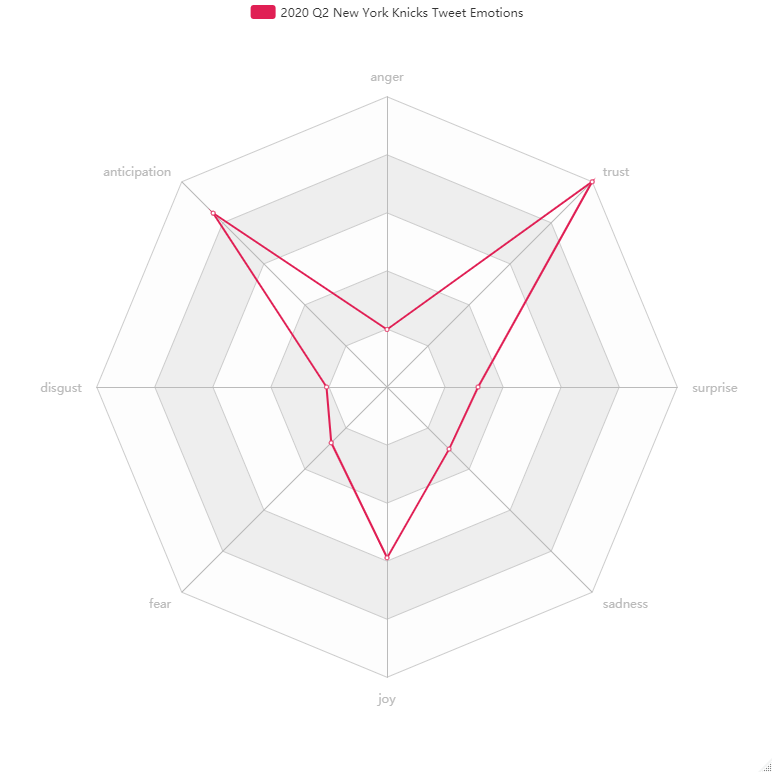 2020 Q2 New York Knicks Tweet Emotions
anger
anticipation
trust
disgust
surprise
fear
sadness
joy